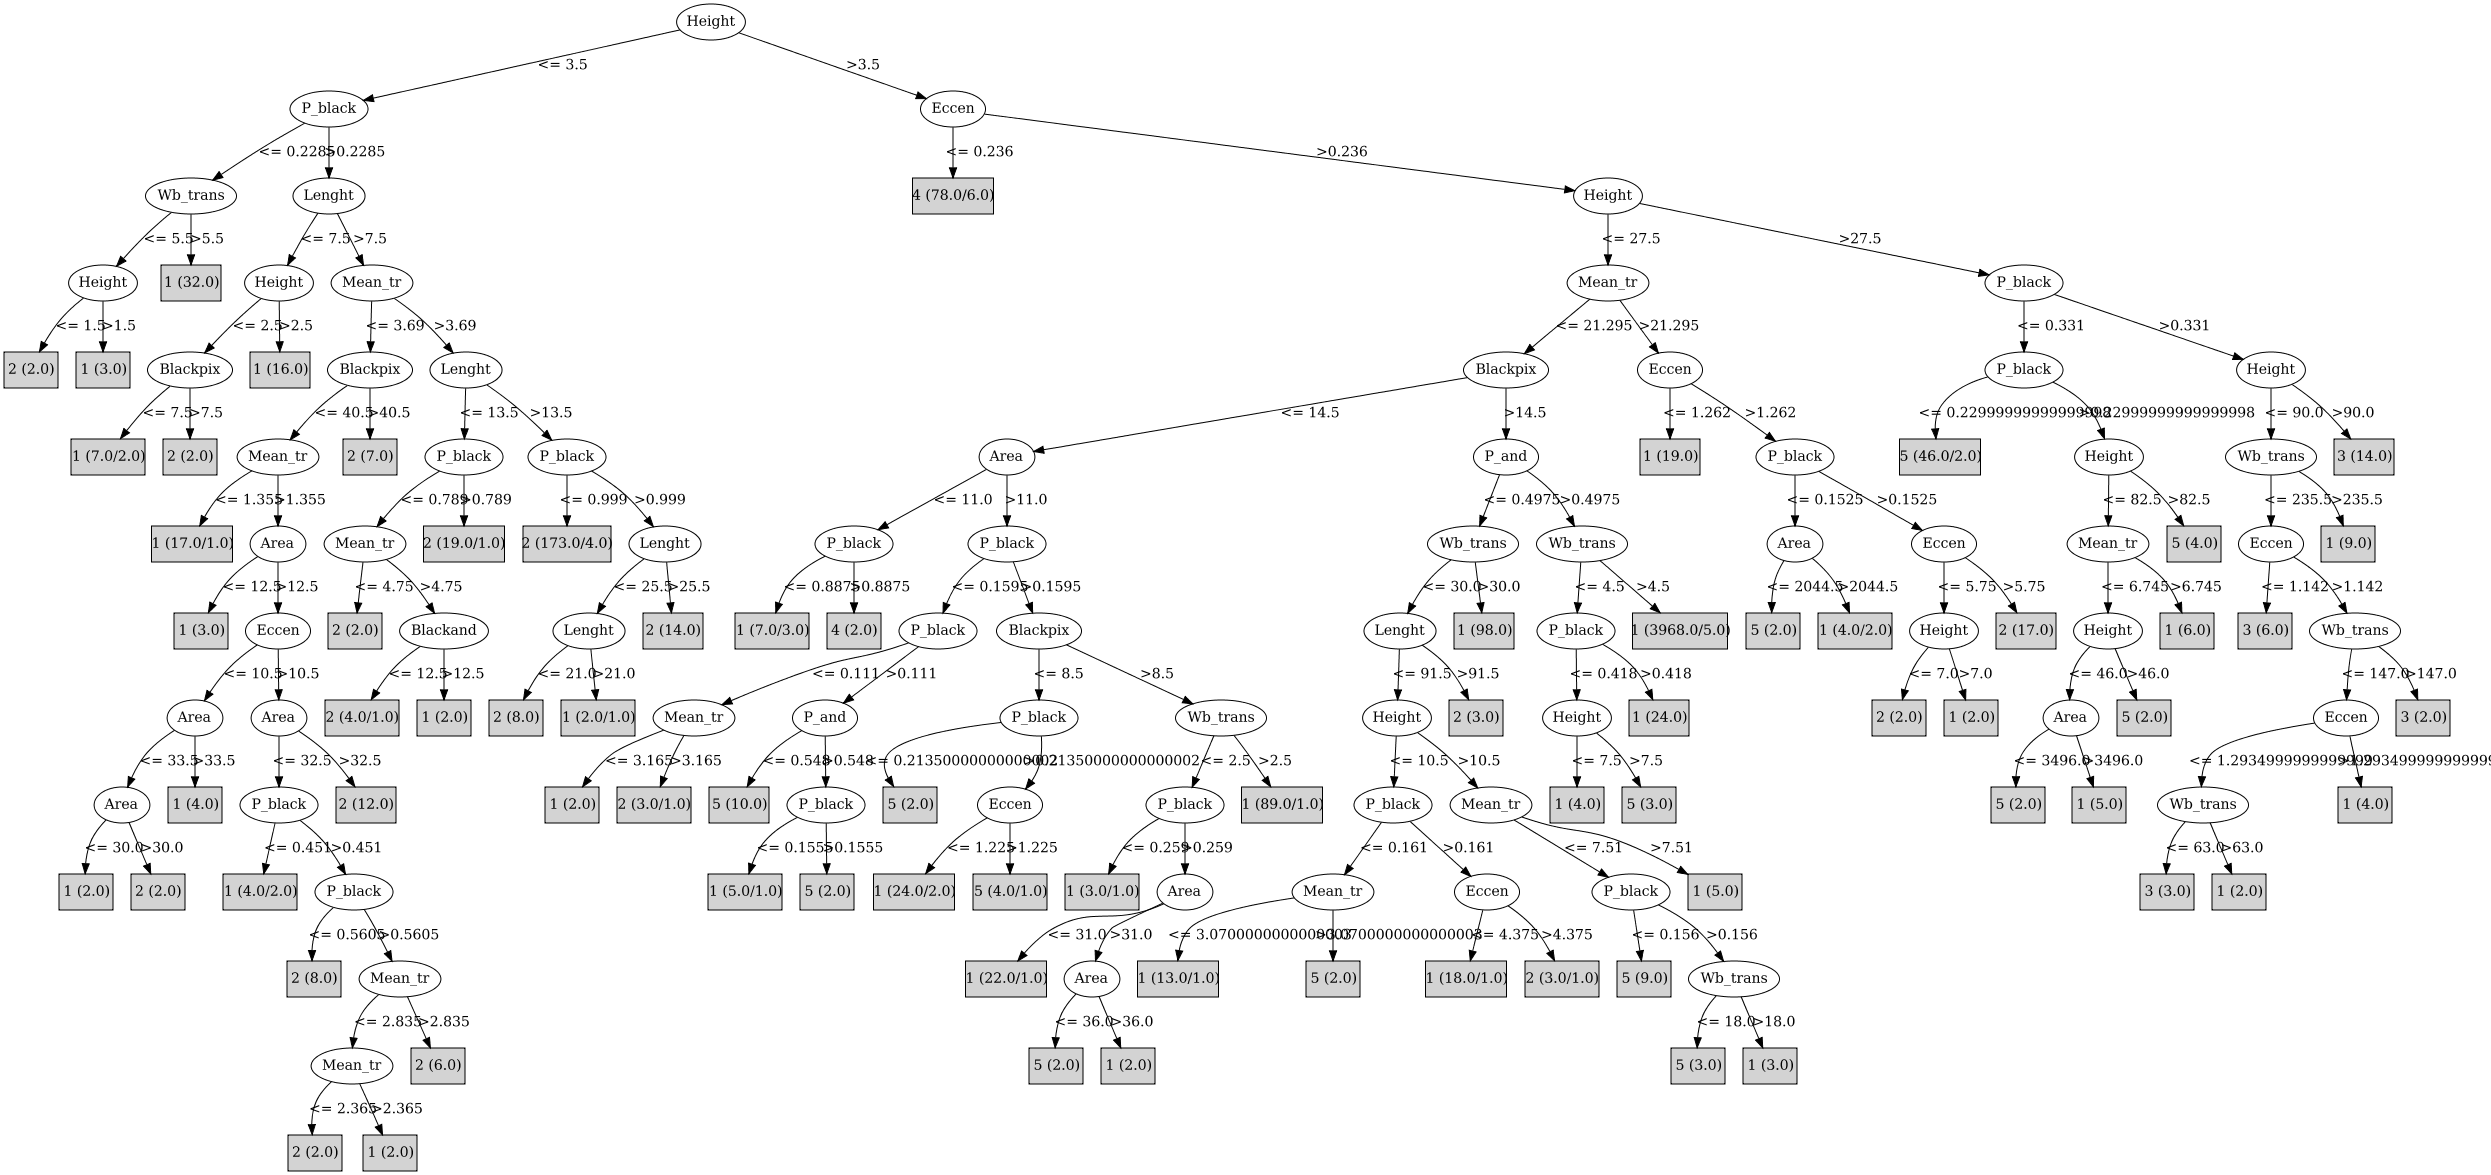 Height
<= 3.5
>3.5
P_black
Eccen
<= 0.2285
>0.2285
<= 0.236
>0.236
Wb_trans
Lenght
4 (78.0/6.0)
Height
<= 5.5
>5.5
<= 7.5
>7.5
<= 27.5
>27.5
Height
1 (32.0)
Height
Mean_tr
Mean_tr
P_black
<= 1.5
>1.5
<= 2.5
>2.5
<= 3.69
>3.69
<= 21.295
>21.295
<= 0.331
>0.331
2 (2.0)
1 (3.0)
Blackpix
1 (16.0)
Blackpix
Lenght
Blackpix
Eccen
P_black
Height
<= 7.5
>7.5
<= 40.5
>40.5
<= 13.5
>13.5
<= 14.5
>14.5
<= 1.262
>1.262
<= 0.22999999999999998
>0.22999999999999998
<= 90.0
>90.0
1 (7.0/2.0)
2 (2.0)
Mean_tr
2 (7.0)
P_black
P_black
Area
P_and
1 (19.0)
P_black
5 (46.0/2.0)
Height
Wb_trans
3 (14.0)
<= 1.355
>1.355
<= 0.789
>0.789
<= 0.999
>0.999
<= 11.0
>11.0
<= 0.4975
>0.4975
<= 0.1525
>0.1525
<= 82.5
>82.5
<= 235.5
>235.5
1 (17.0/1.0)
Area
Mean_tr
2 (19.0/1.0)
2 (173.0/4.0)
Lenght
P_black
P_black
Wb_trans
Wb_trans
Area
Eccen
Mean_tr
5 (4.0)
Eccen
1 (9.0)
<= 12.5
>12.5
<= 4.75
>4.75
<= 25.5
>25.5
<= 0.8875
>0.8875
<= 0.1595
>0.1595
<= 30.0
>30.0
<= 4.5
>4.5
<= 2044.5
>2044.5
<= 5.75
>5.75
<= 6.745
>6.745
<= 1.142
>1.142
1 (3.0)
Eccen
2 (2.0)
Blackand
Lenght
2 (14.0)
1 (7.0/3.0)
4 (2.0)
P_black
Blackpix
Lenght
1 (98.0)
P_black
1 (3968.0/5.0)
5 (2.0)
1 (4.0/2.0)
Height
2 (17.0)
Height
1 (6.0)
3 (6.0)
Wb_trans
<= 10.5
>10.5
<= 12.5
>12.5
<= 21.0
>21.0
<= 0.111
>0.111
<= 8.5
>8.5
<= 91.5
>91.5
<= 0.418
>0.418
<= 7.0
>7.0
<= 46.0
>46.0
<= 147.0
>147.0
Area
Area
2 (4.0/1.0)
1 (2.0)
2 (8.0)
1 (2.0/1.0)
Mean_tr
P_and
P_black
Wb_trans
Height
2 (3.0)
Height
1 (24.0)
2 (2.0)
1 (2.0)
Area
5 (2.0)
Eccen
3 (2.0)
<= 33.5
>33.5
<= 32.5
>32.5
<= 3.165
>3.165
<= 0.548
>0.548
<= 0.21350000000000002
>0.21350000000000002
<= 2.5
>2.5
<= 10.5
>10.5
<= 7.5
>7.5
<= 3496.0
>3496.0
Area
1 (4.0)
P_black
2 (12.0)
1 (2.0)
2 (3.0/1.0)
5 (10.0)
P_black
5 (2.0)
Eccen
P_black
1 (89.0/1.0)
P_black
Mean_tr
1 (4.0)
5 (3.0)
5 (2.0)
1 (5.0)
Wb_trans
1 (4.0)
<= 30.0
>30.0
<= 0.451
>0.451
<= 0.1555
>0.1555
<= 1.225
>1.225
<= 0.259
>0.259
<= 0.161
>0.161
<= 7.51
>7.51
<= 63.0
>63.0
1 (2.0)
2 (2.0)
1 (4.0/2.0)
P_black
1 (5.0/1.0)
5 (2.0)
1 (24.0/2.0)
5 (4.0/1.0)
1 (3.0/1.0)
Area
Mean_tr
Eccen
P_black
1 (5.0)
3 (3.0)
1 (2.0)
<= 0.5605
>0.5605
<= 31.0
>31.0
<= 3.0700000000000003
>3.0700000000000003
<= 4.375
>4.375
<= 0.156
>0.156
2 (8.0)
Mean_tr
1 (22.0/1.0)
Area
1 (13.0/1.0)
5 (2.0)
1 (18.0/1.0)
2 (3.0/1.0)
5 (9.0)
Wb_trans
<= 2.835
>2.835
<= 36.0
>36.0
<= 18.0
>18.0
Mean_tr
2 (6.0)
5 (2.0)
1 (2.0)
5 (3.0)
1 (3.0)
<= 2.365
>2.365
2 (2.0)
1 (2.0)